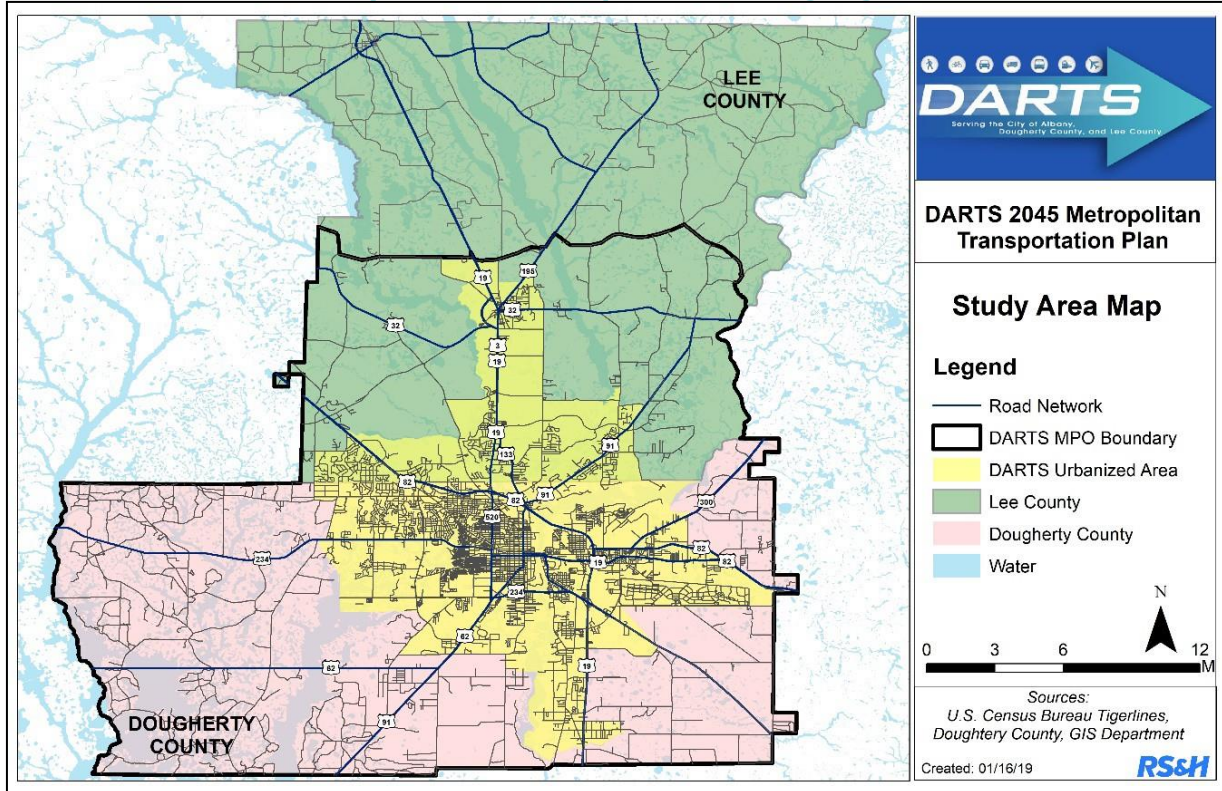 LEE
COUNTY
195
19
32
32
3
19
19
133
91
82
91
82
300
520
234
82
82
19
234
62
19
82
91
DOUGHERTY
COUNTY
DARTS
Serving the City of Albany,
Dougherty County, and Lee County
DARTS 2045 Metropolitan
Transportation Plan
Study Area Map
Legend
Road Network
DARTS MPO Boundary
DARTS Urbanized Area
Lee County
Dougherty County
Water
N
0 3 6 12
M
Sources:
U.S. Census Bureau Tigerlines,
Doughtery County, GIS Department
Created: 01/16/19
RS&H